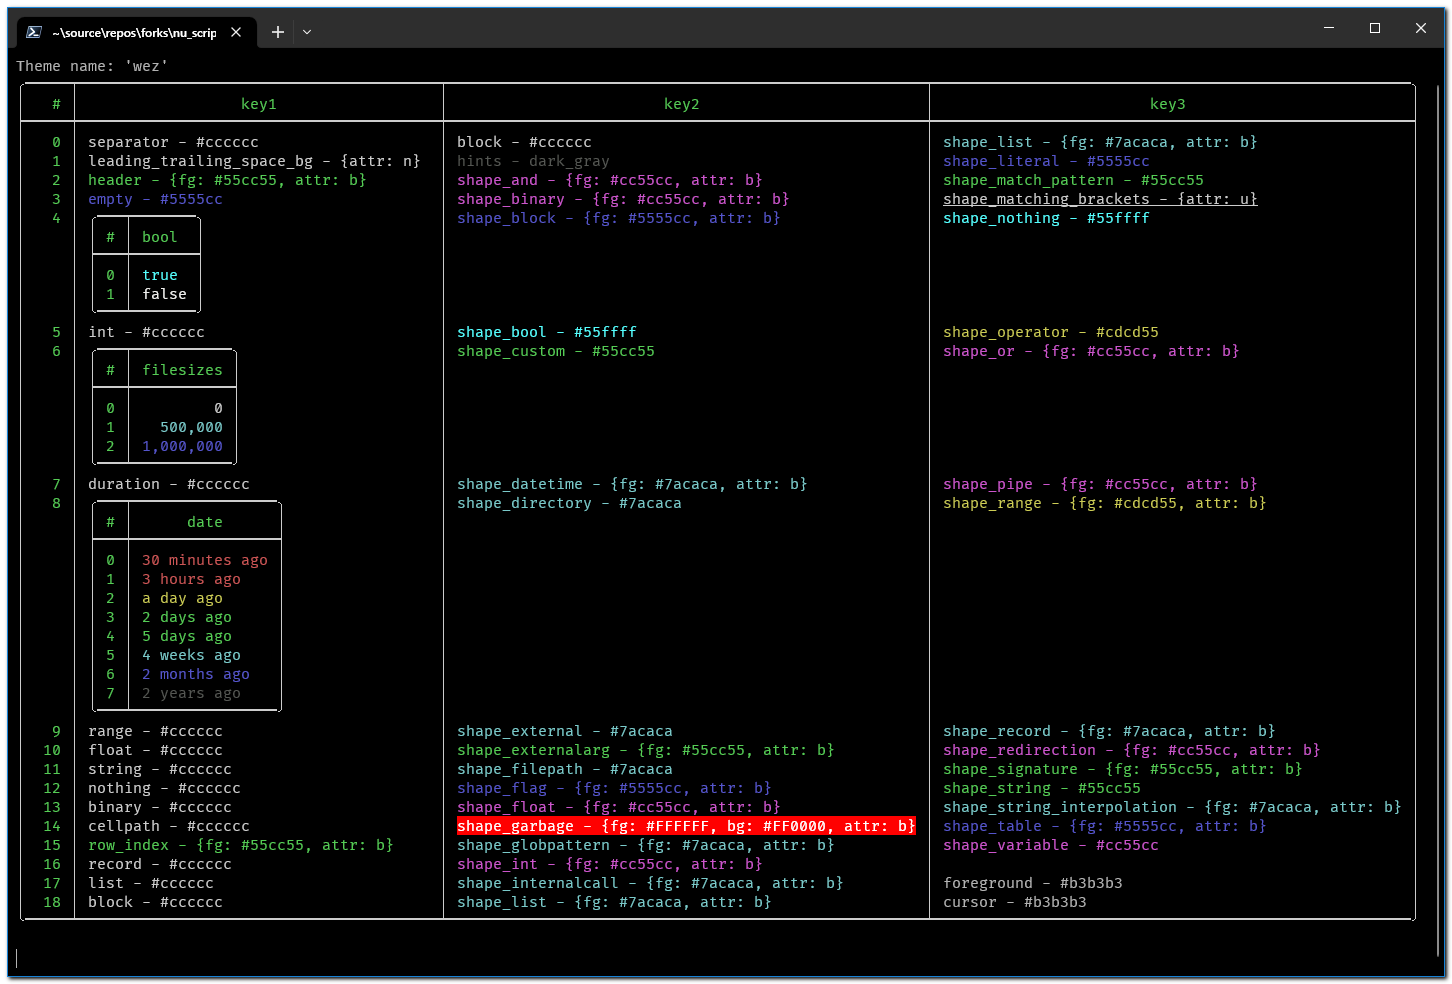 ~\source\repos\forks\nu_scrip
Theme name: 'wez'
# key1 key2 key3
0 separator - #cccccc block - #cccccc shape_list - {fg: #7acaca, attr: b}
1 leading_trailing_space_bg - {attr: n} hints - dark_gray shape_literal - #5555cc
2 header - {fg: #55cc55, attr: b} shape_and - {fg: #cc55cc, attr: b} shape_match_pattern - #55cc55
3 empty - #5555cc shape_binary - {fg: #cc55cc, attr: b} shape_matching_brackets - {attr: u}
4 shape_block - {fg: #5555cc, attr: b} shape_nothing - #55ffff
# bool
0 true
1 false
5 int - #cccccc shape_bool - #55ffff shape_operator - #cdcd55
6 shape_custom - #55cc55 shape_or - {fg: #cc55cc, attr: b}
# filesizes
0 0
1 500,000
2 1,000,000
7 duration - #cccccc shape_datetime - {fg: #7acaca, attr: b} shape_pipe - {fg: #cc55cc, attr: b}
8 shape_directory - #7acaca shape_range - {fg: #cdcd55, attr: b}
# date
0 30 minutes ago
1 3 hours ago
2 a day ago
3 2 days ago
4 5 days ago
5 4 weeks ago
6 2 months ago
7 2 years ago
9 range - #cccccc shape_external - #7acaca shape_record - {fg: #7acaca, attr: b}
10 float - #cccccc shape_externalarg - {fg: #55cc55, attr: b} shape_redirection - {fg: #cc55cc, attr: b}
11 string - #cccccc shape_filepath - #7acaca shape_signature - {fg: #55cc55, attr: b}
12 nothing - #cccccc shape_flag - {fg: #5555cc, attr: b} shape_string - #55cc55
13 binary - #cccccc shape_float - {fg: #cc55cc, attr: b} shape_string_interpolation - {fg: #7acaca, attr: b}
14 cellpath - #cccccc shape_garbage - {fg: #FFFFFF, bg: #FF0000, attr: b} shape_table - {fg: #5555cc, attr: b}
15 row_index - {fg: #55cc55, attr: b} shape_globpattern - {fg: #7acaca, attr: b} shape_variable - #cc55cc
16 record - #cccccc shape_int - {fg: #cc55cc, attr: b}
17 list - #cccccc shape_internalcall - {fg: #7acaca, attr: b} foreground - #b3b3b3
18 block - #cccccc shape_list - {fg: #7acaca, attr: b} cursor - #b3b3b3